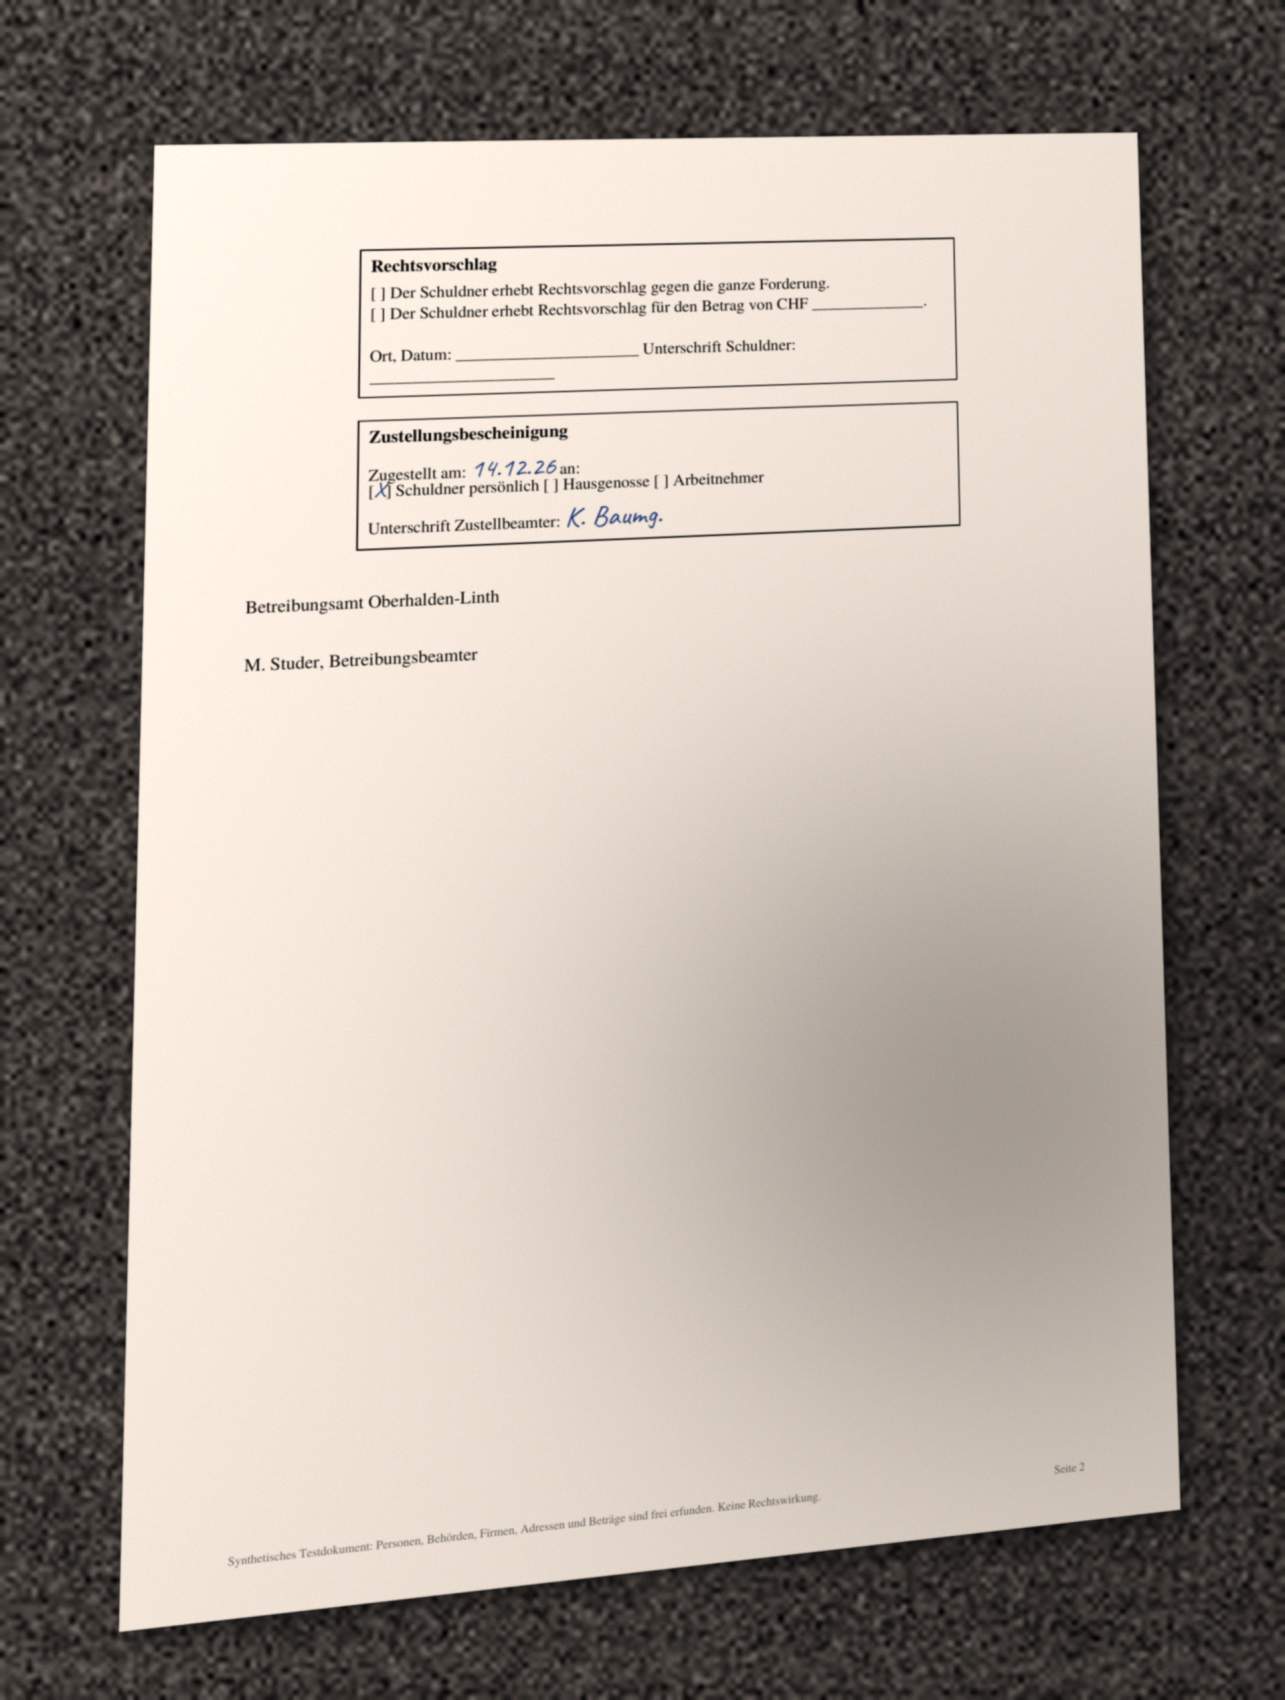 Rechtsvorschlag
[ ] Der Schuldner erhebt Rechtsvorschlag gegen die ganze Forderung.
[ ] Der Schuldner erhebt Rechtsvorschlag für den Betrag von CHF ______________.
Ort, Datum: _______________________ Unterschrift Schuldner:
_______________________
Zustellungsbescheinigung
Zugestellt am: 14.12.26 an:
[X] Schuldner persönlich [ ] Hausgenosse [ ] Arbeitnehmer
Unterschrift Zustellbeamter: K. Baumg.
Betreibungsamt Oberhalden-Linth
M. Studer, Betreibungsbeamter
Seite 2
Synthetisches Testdokument: Personen, Behörden, Firmen, Adressen und Beträge sind frei erfunden. Keine Rechtswirkung.